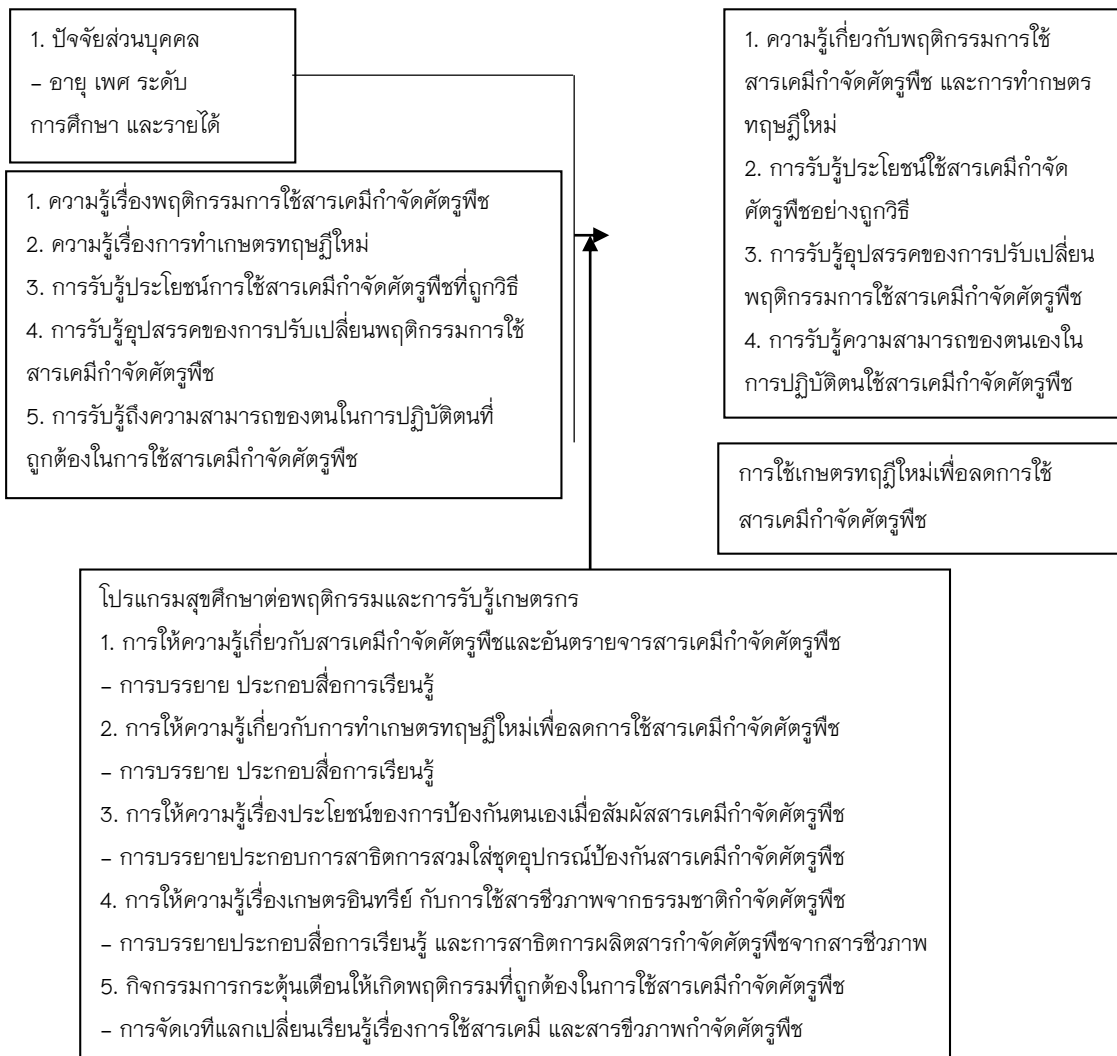 1. ปัจจัยส่วนบุคคล
– อายุ เพศ ระดับ
การศึกษา และรายได้
1. ความรู้เรื่องพฤติกรรมการใช้สารเคมีกำจัดศัตรูพืช
2. ความรู้เรื่องการทำเกษตรทฤษฎีใหม่
3. การรับรู้ประโยชน์การใช้สารเคมีกำจัดศัตรูพืชที่ถูกวิธี
4. การรับรู้อุปสรรคของการปรับเปลี่ยนพฤติกรรมการใช้
สารเคมีกำจัดศัตรูพืช
5. การรับรู้ถึงความสามารถของตนในการปฏิบัติตนที่
ถูกต้องในการใช้สารเคมีกำจัดศัตรูพืช
1. ความรู้เกี่ยวกับพฤติกรรมการใช้
สารเคมีกำจัดศัตรูพืช และการทำกษตร
ทฤษฎีใหม่
2. การรับรู้ประโยชน์ใช้สารเคมีกำจัด
ศัตรูพืชอย่างถูกวิธี
3. การรับรู้อุปสรรคของการปรับเปลี่ยน
พฤติกรรมการใช้สารเคมีกำจัดศัตรูพืช
4. การรับรู้ความสามารถของตนเองใน
การปฏิบัติตนใช้สารเคมีกำจัดศัตรูพืช
การใช้เกษตรทฤฎีใหม่เพื่อลดการใช้
สารเคมีกำจัดศัตรูพืช
โปรแกรมสุขศึกษาต่อพฤติกรรมและการรับรู้เกษตรกร
1. การให้ความรู้เกี่ยวกับสารเคมีกำจัดศัตรูพืชและอันตรายจารสารเคมีกำจัดศัตรูพืช
– การบรรยาย ประกอบสื่อการเรียนรู้
2. การให้ความรู้เกี่ยวกับการทำเกษตรทฤษฎีใหม่เพื่อลดการใช้สารเคมีกำจัดศัตรูพืช
– การบรรยาย ประกอบสื่อการเรียนรู้
3. การให้ความรู้เรื่องประโยชน์ของการป้องกันตนเองเมื่อสัมผัสสารเคมีกำจัดศัตรูพืช
– การบรรยายประกอบการสาธิตการสวมใส่ชุดอุปกรณ์ป้องกันสารเคมีกำจัดศัตรูพืช
4. การให้ความรู้เรื่องเกษตรอินทรีย์ กับการใช้สารชีวภาพจากธรรมชาติกำจัดศัตรูพืช
– การบรรยายประกอบสื่อการเรียนรู้ และการสาธิตการผลิตสารกำจัดศัตรูพืชจากสารชีวภาพ
5. กิจกรรมการกระตุ้นเตือนให้เกิดพฤติกรรมที่ถูกต้องในการใช้สารเคมีกำจัดศัตรูพืช
– การจัดเวทีแลกเปลี่ยนเรียนรู้เรื่องการใช้สารเคมี และสารชีวภาพกำจัดศัตรูพืช